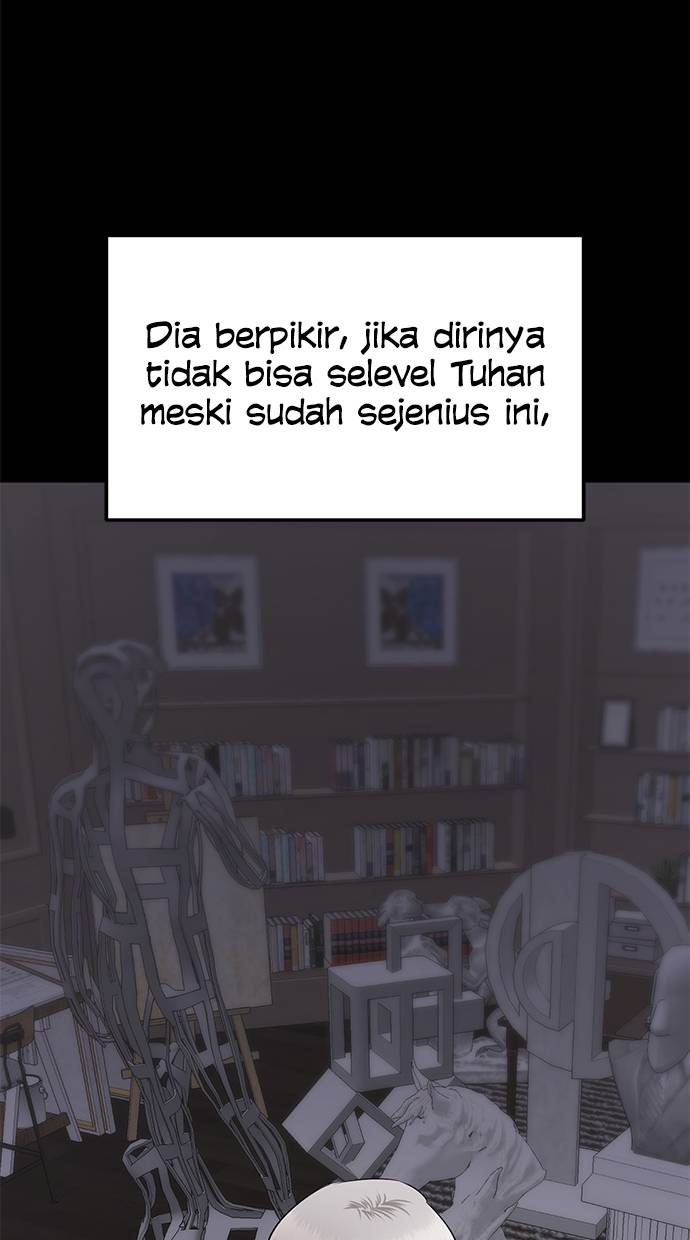 Dia berpikir, jika dirinya
tidak bisa selevel Tuhan
meski sudah sejenius ini,